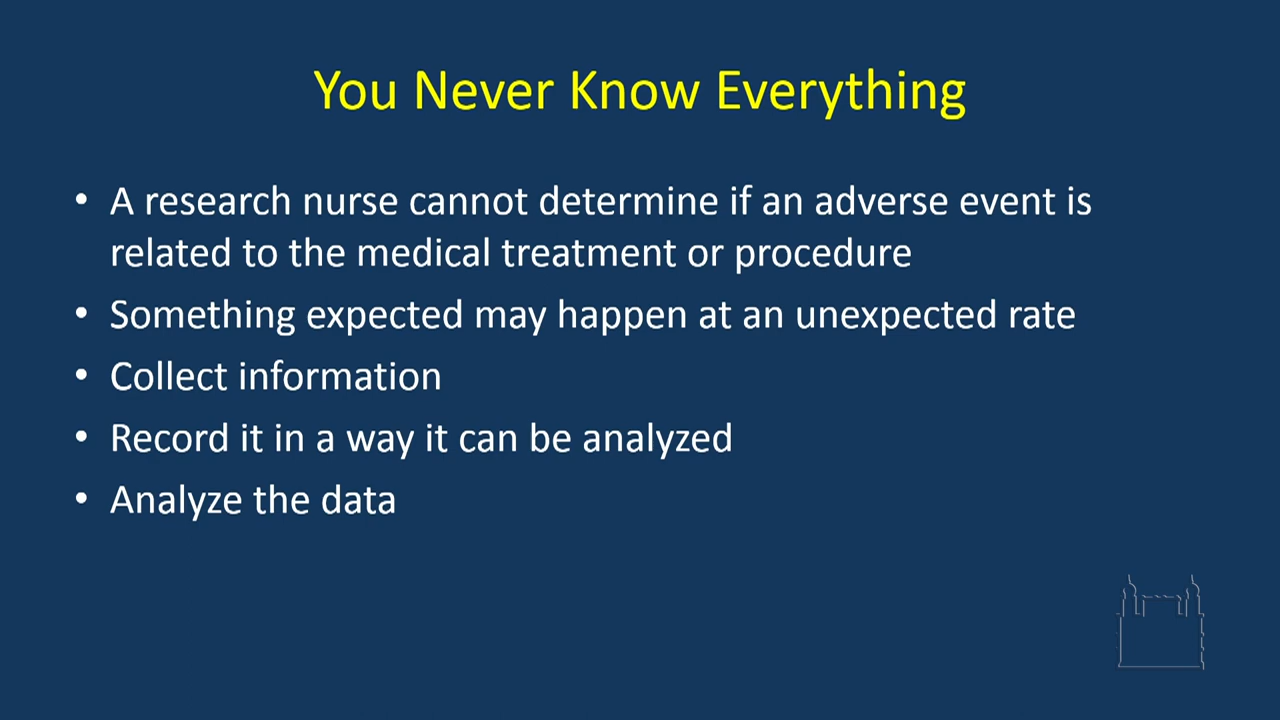 You Never Know Everything
• A research nurse cannot determine if an adverse event is
related to the medical treatment or procedure
• Something expected may happen at an unexpected rate
• Collect information
• Record it in a way it can be analyzed
• Analyze the data